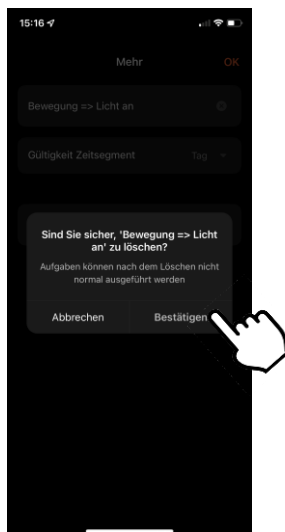 15:16
Mehr
OK
Bewegung => Licht an
Gültigkeit Zeitsegment
Tag
Sind Sie sicher, 'Bewegung => Licht
an' zu löschen?
Aufgaben können nach dem Löschen nicht
normal ausgeführt werden
Abbrechen
Bestätigen